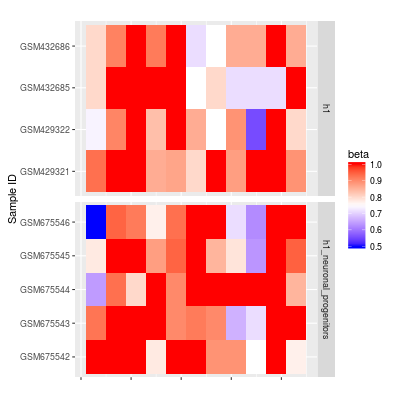 GSM432686
GSM432685
GSM429322
GSM429321
h1
GSM675546
GSM675545
GSM675544
GSM675543
GSM675542
h1_neuronal_progenitors
Sample ID
beta
1.0
0.9
0.8
0.7
0.6
0.5